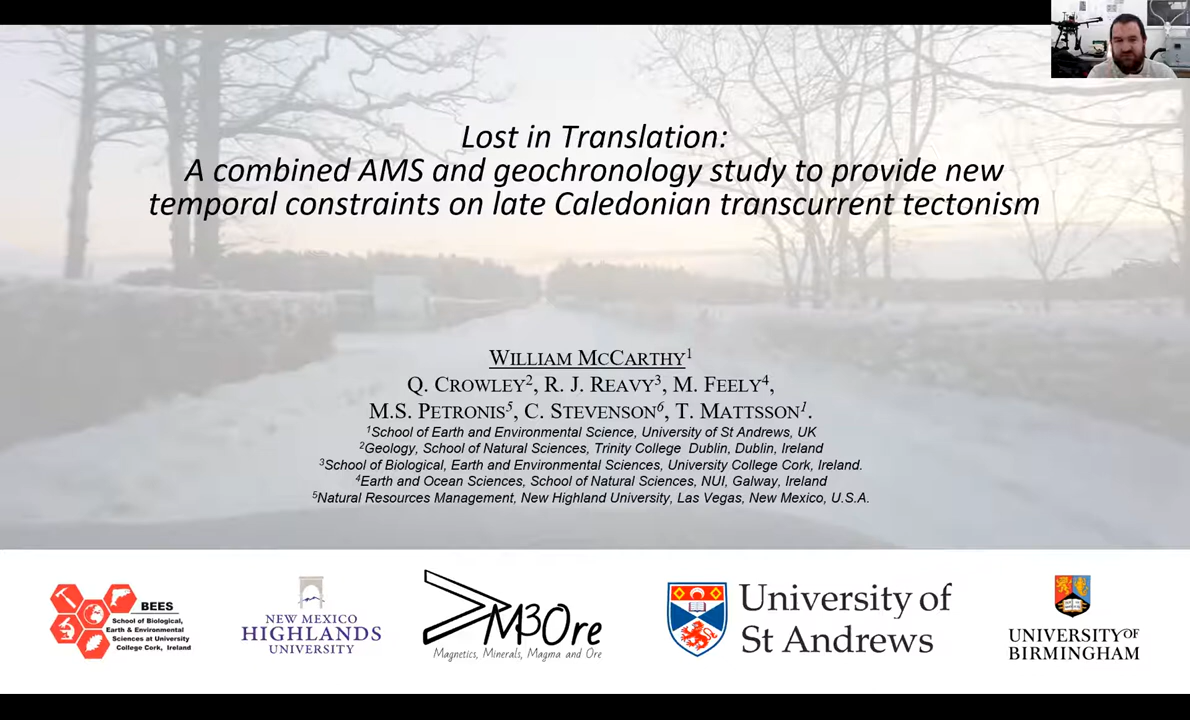 Lost in Translation:
A combined AMS and geochronology study to provide new
temporal constraints on late Caledonian transcurrent tectonism
WILLIAM MCCARTHY1
Q. CROWLEY2, R. J. REAVY3, M. FEELY4,
M.S. PETRONIS5, C. STEVENSON6, T. MATTSSON1.
1School of Earth and Environmental Science, University of St Andrews, UK
2Geology, School of Natural Sciences, Trinity College Dublin, Dublin, Ireland
3School of Biological, Earth and Environmental Sciences, University College Cork, Ireland.
4Earth and Ocean Sciences, School of Natural Sciences, NUI, Galway, Ireland
5Natural Resources Management, New Highland University, Las Vegas, New Mexico, U.S.A.
BEES
School of Biological,
Earth & Environmental
Sciences at University
College Cork, Ireland
NEW MEXICO
HIGHLANDS
UNIVERSITY
M3Ore
Magnetics, Minerals, Magma and Ore
University of
St Andrews
UNIVERSITY OF
BIRMINGHAM